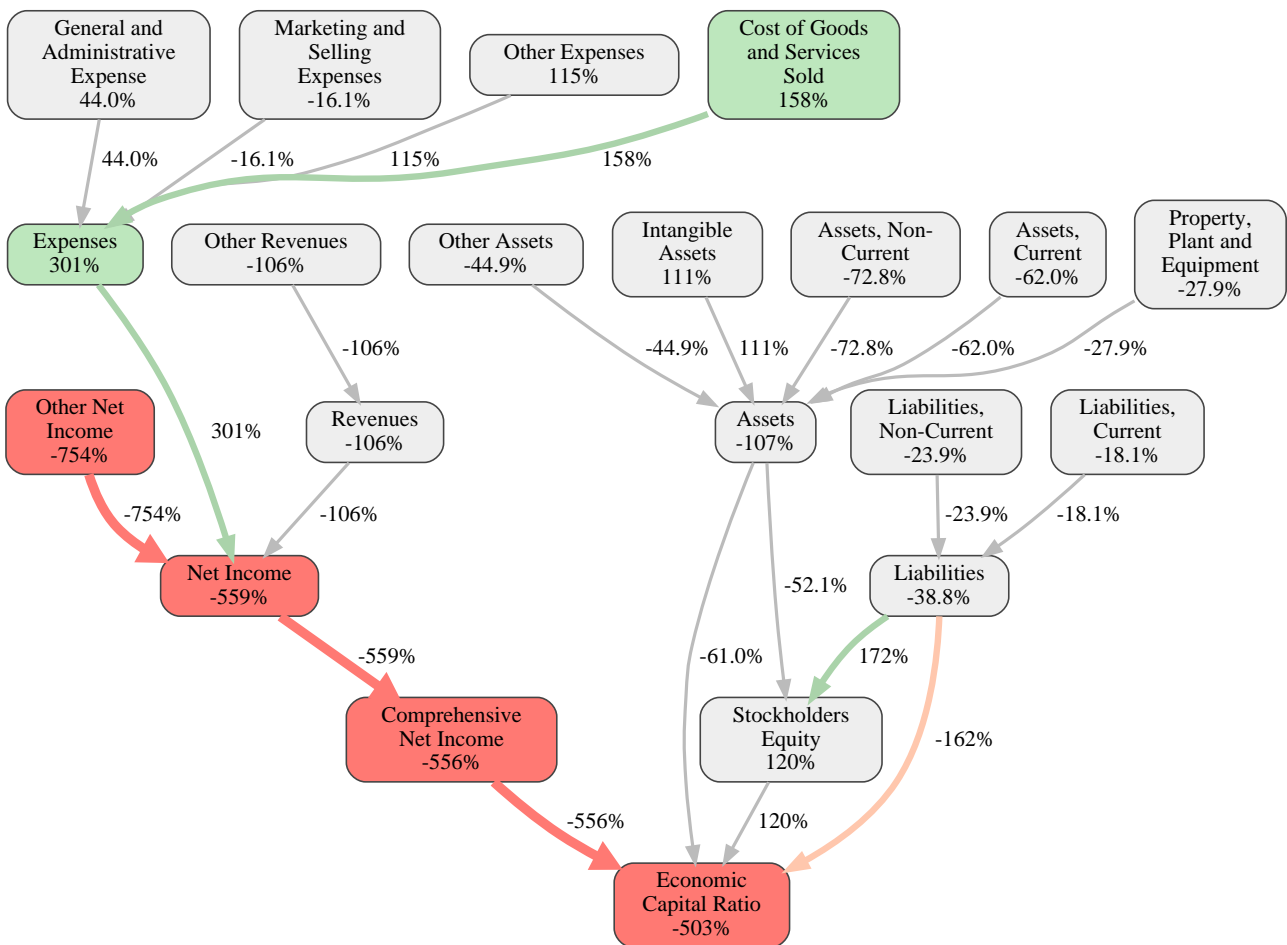 General and
Administrative
Expense
44.0%
Marketing and
Selling
Expenses
-16.1%
Other Expenses
115%
Cost of Goods
and Services
Sold
158%
44.0%
-16.1%
115%
158%
Expenses
301%
Other Revenues
-106%
Other Assets
-44.9%
Intangible
Assets
111%
Assets, Non-
Current
-72.8%
Assets,
Current
-62.0%
Property,
Plant and
Equipment
-27.9%
-106%
-44.9%
111%
-72.8%
-62.0%
-27.9%
Other Net
Income
-754%
301%
Revenues
-106%
Assets
-107%
Liabilities,
Non-Current
-23.9%
Liabilities,
Current
-18.1%
-754%
-106%
-23.9%
-18.1%
Net Income
-559%
-52.1%
Liabilities
-38.8%
-559%
-61.0%
172%
Comprehensive
Net Income
-556%
Stockholders
Equity
120%
-162%
-556%
120%
Economic
Capital Ratio
-503%